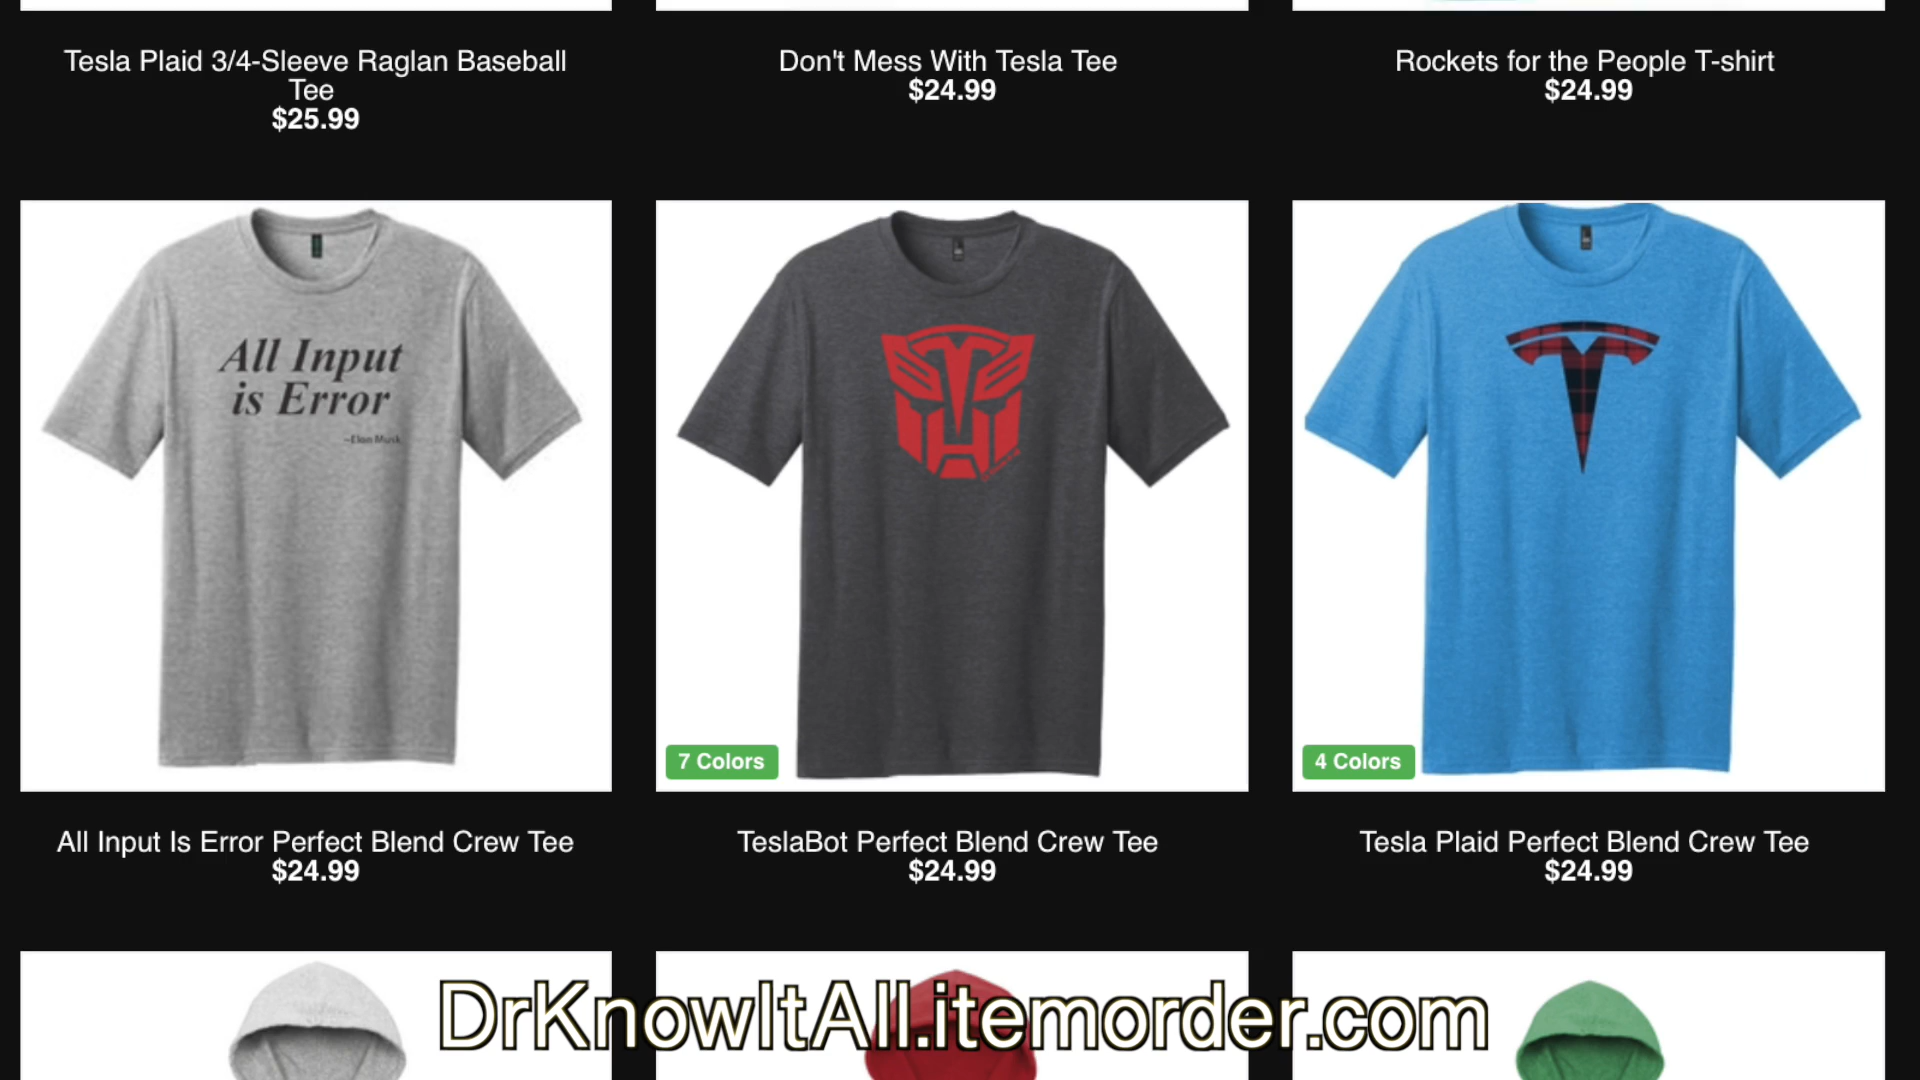 Tesla Plaid 3/4-Sleeve Raglan Baseball
Tee
$25.99
Don't Mess With Tesla Tee
$24.99
Rockets for the People T-shirt
$24.99
All Input
is Error
~Elon Musk
7 Colors
4 Colors
All Input Is Error Perfect Blend Crew Tee
$24.99
TeslaBot Perfect Blend Crew Tee
$24.99
Tesla Plaid Perfect Blend Crew Tee
$24.99
DrKnowItAll.itemorder.com